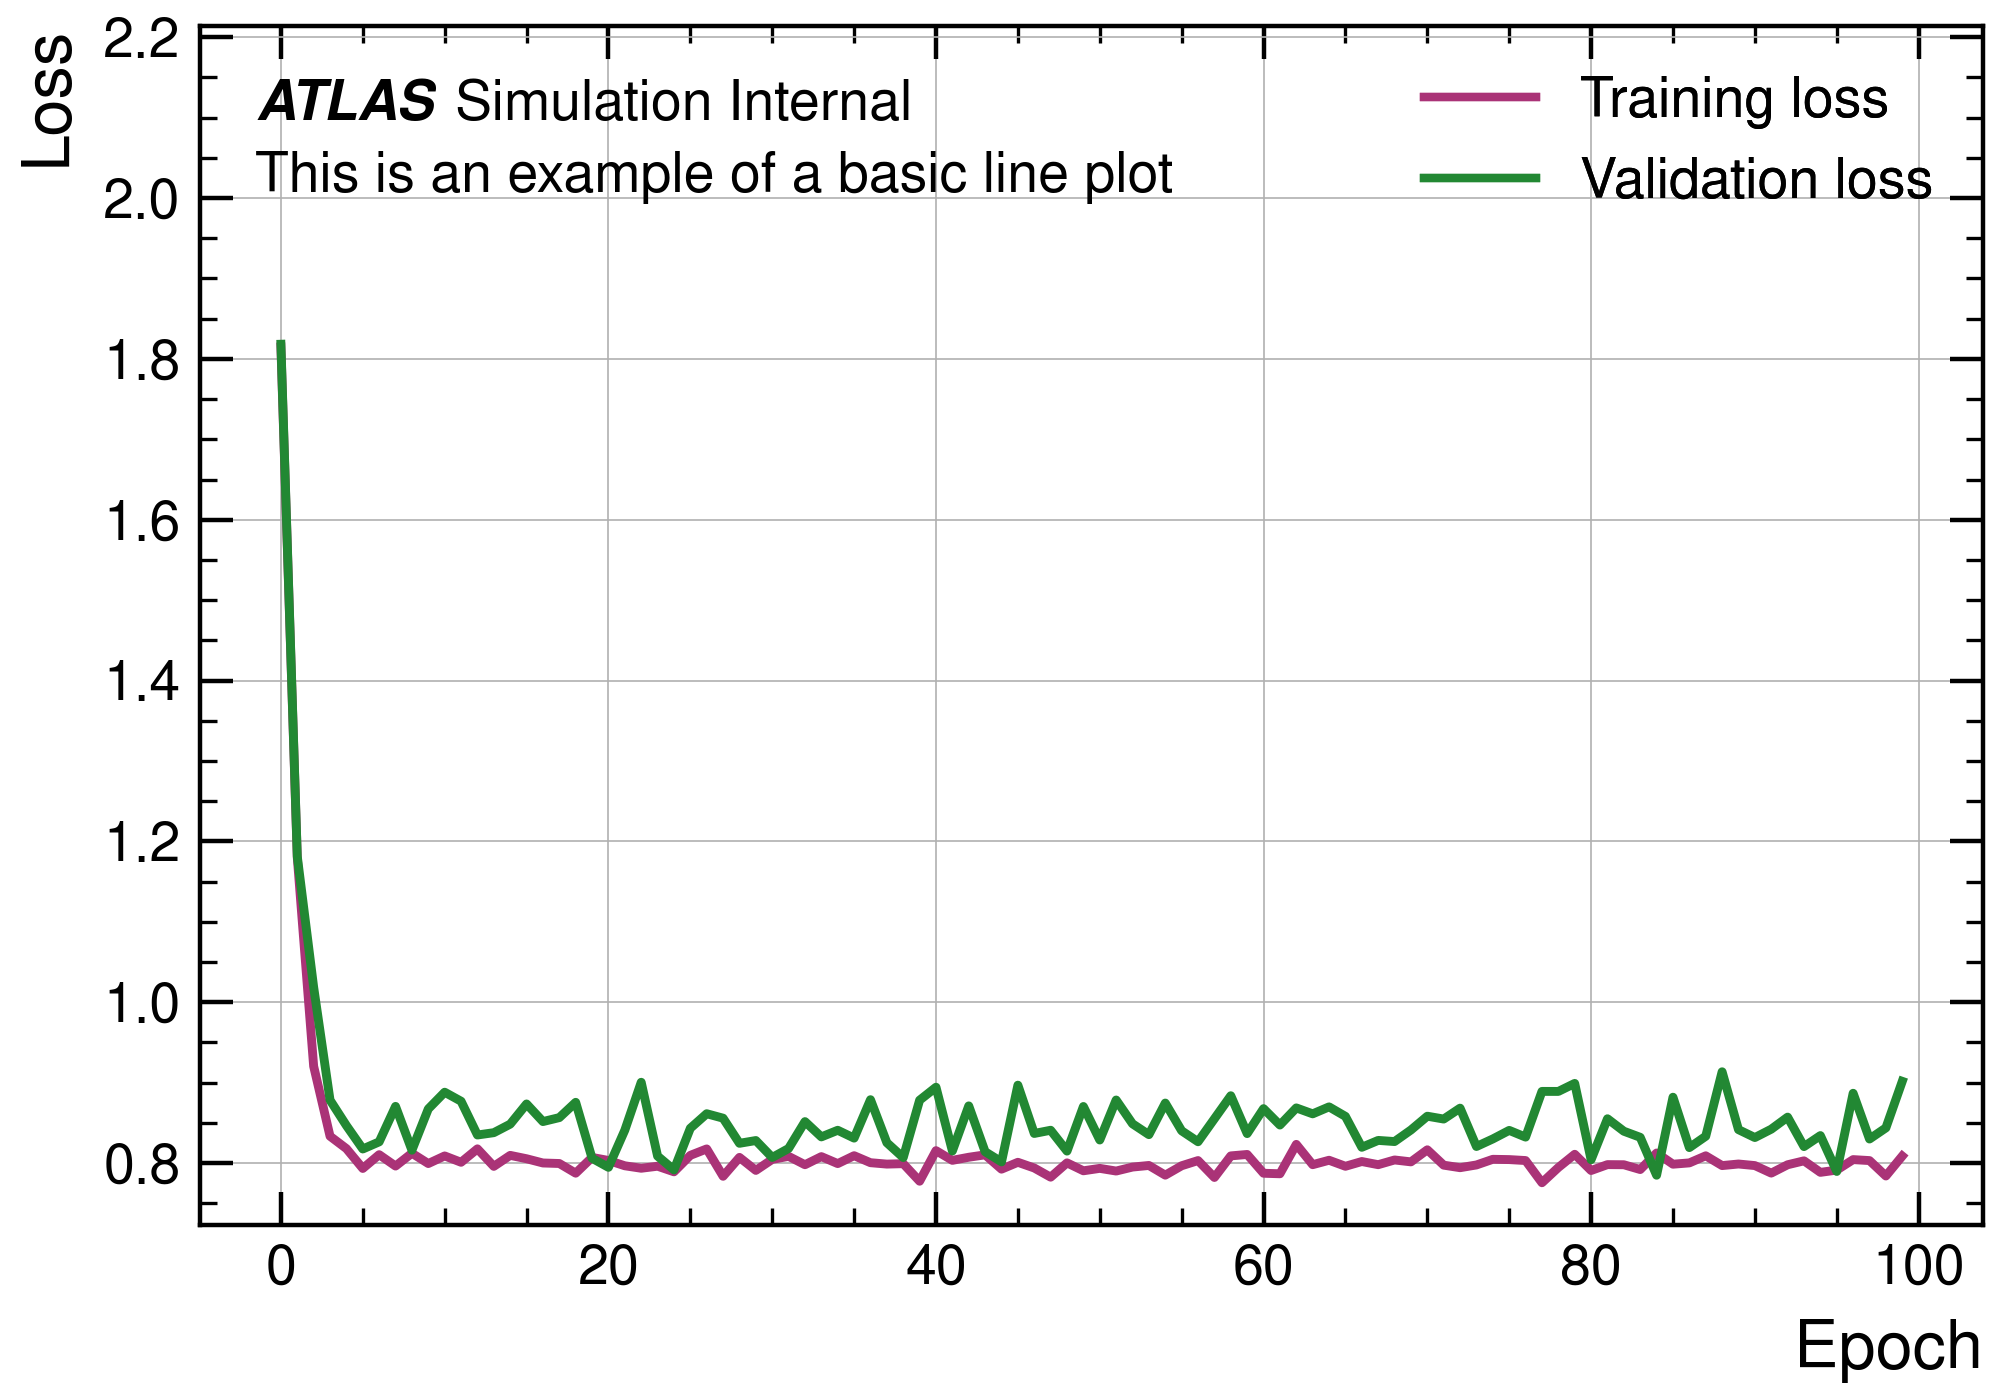 Loss
2.2
2.0
1.8
1.6
1.4
1.2
1.0
0.8
ATLAS Simulation Internal
This is an example of a basic line plot
Training loss
Validation loss
0 20 40 60 80 100
Epoch